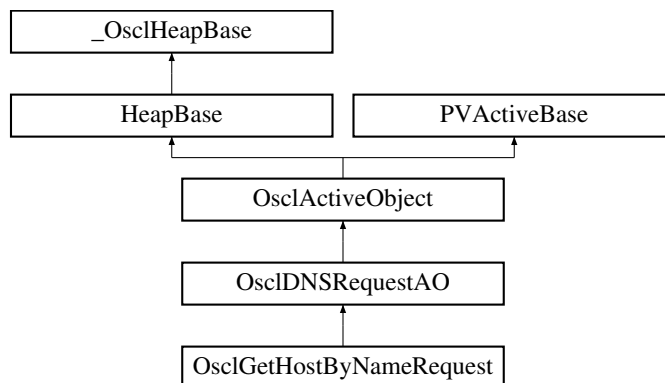 _OsclHeapBase
HeapBase
PVActiveBase
OsclActiveObject
OsclDNSRequestAO
OsclGetHostByNameRequest